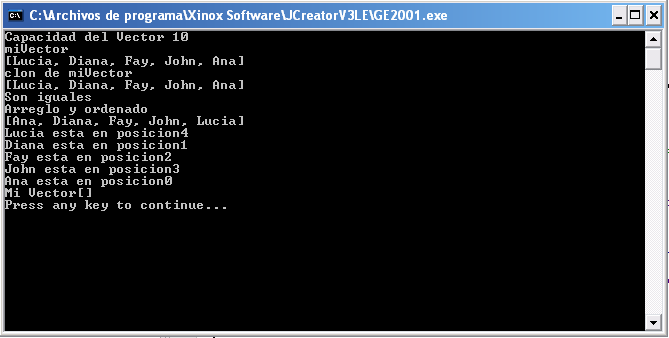 C:\Archivos de programa\Xinox Software\JCreatorV3LE\GE2001.exe
Capacidad del Vector 10
miVector
[Lucia, Diana, Fay, John, Ana]
clon de miVector
[Lucia, Diana, Fay, John, Ana]
Son iguales
Arreglo y ordenado
[Ana, Diana, Fay, John, Lucia]
Lucia esta en posicion4
Diana esta en posicion1
Fay esta en posicion2
John esta en posicion3
Ana esta en posicion0
Mi Vector[]
Press any key to continue...